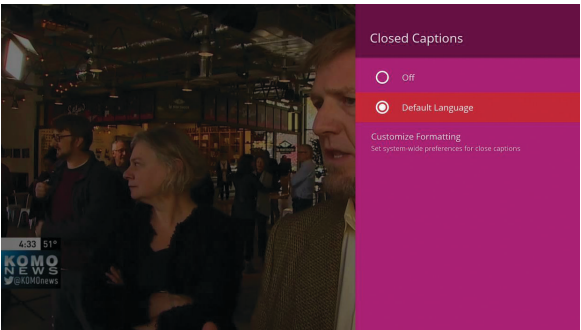 Closed Captions
Off
Default Language
Customize Formatting
Set system-wide preferences for close captions
4:33 51°
KOMO
NEWS
@KOMOnews